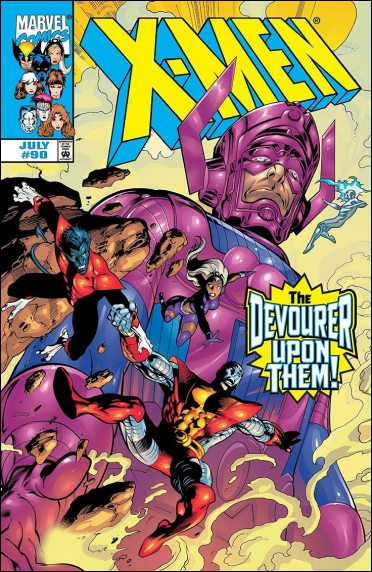 MARVEL
COMICS
X-MEN®
JULY
#90
The
DEVOURER
UPON
THEM!